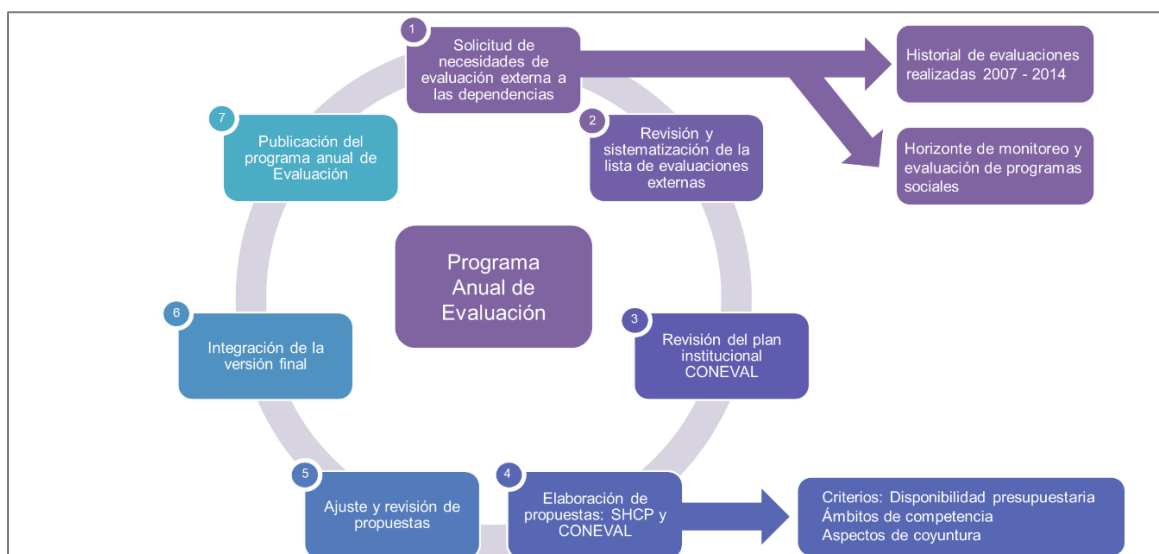 1
Solicitud de
necesidades de
evaluación externa a
las dependencias
Historial de evaluaciones
realizadas 2007 - 2014
Horizonte de monitoreo y
evaluación de programas
sociales
2
Revisión y
sistematización de la
lista de evaluaciones
externas
3
Revisión del plan
institucional
CONEVAL
4
Elaboración de
propuestas: SHCP y
CONEVAL
Criterios: Disponibilidad presupuestaria
Ámbitos de competencia
Aspectos de coyuntura
5
Ajuste y revisión de
propuestas
6
Integración de la
versión final
7
Publicación del
programa anual de
Evaluación
Programa
Anual de
Evaluación